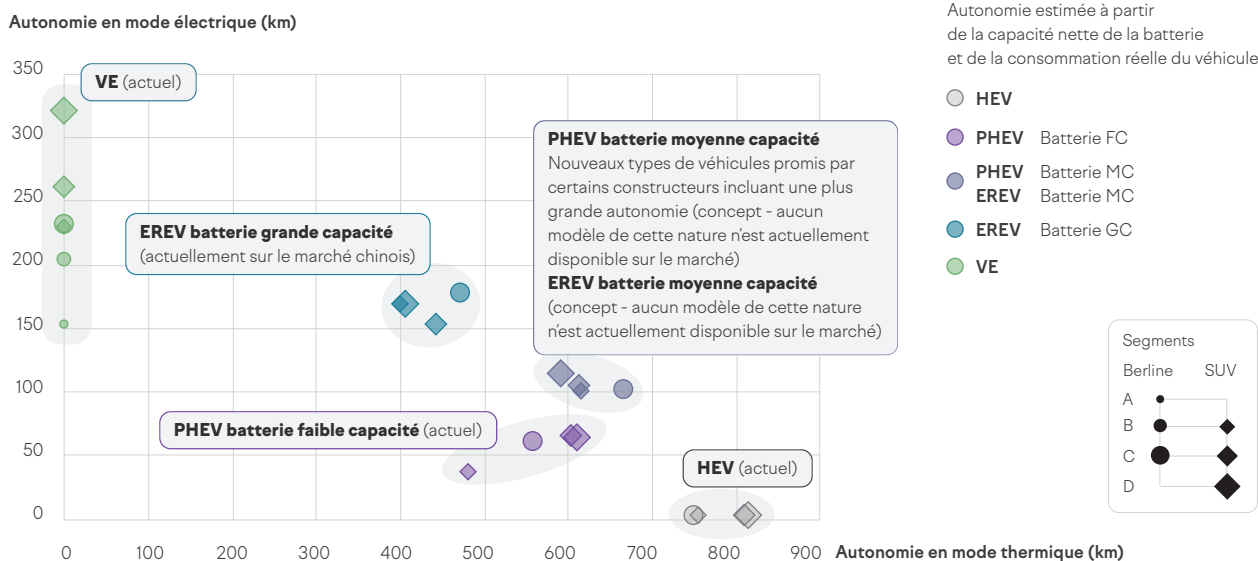 Autonomie en mode électrique (km)
350
300
250
200
150
100
50
0
0 100 200 300 400 500 600 700 800 900
Autonomie en mode thermique (km)
VE (actuel)
EREV batterie grande capacité
(actuellement sur le marché chinois)
PHEV batterie moyenne capacité
Nouveaux types de véhicules promis par
certains constructeurs incluant une plus
grande autonomie (concept - aucun
modèle de cette nature n'est actuellement
disponible sur le marché)
EREV batterie moyenne capacité
(concept - aucun modèle de cette nature
n'est actuellement disponible sur le marché)
PHEV batterie faible capacité (actuel)
HEV (actuel)
Autonomie estimée à partir
de la capacité nette de la batterie
et de la consommation réelle du véhicule
HEV
PHEV Batterie FC
PHEV Batterie MC
EREV Batterie MC
EREV Batterie GC
VE
Segments
Berline SUV
A
B
C
D